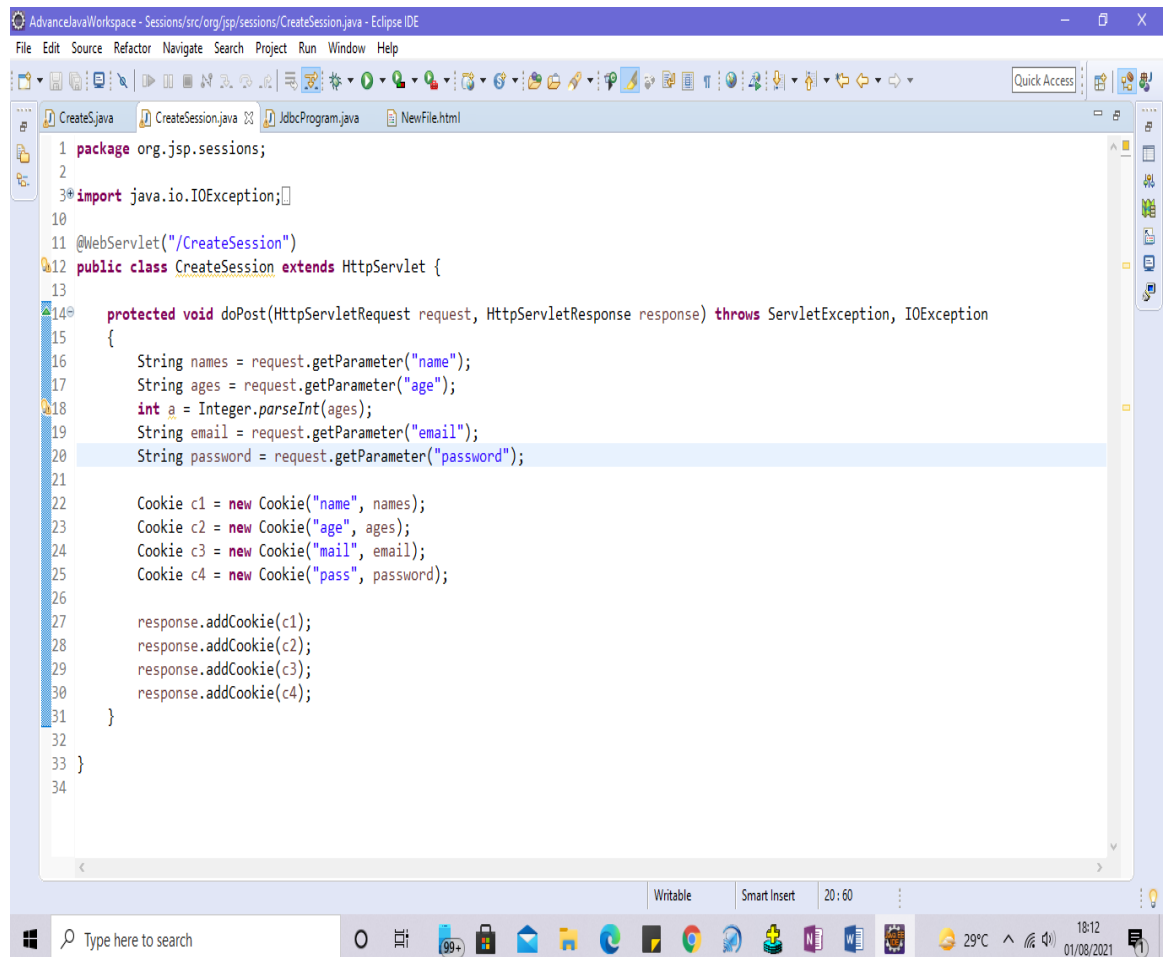 AdvanceJavaWorkspace - Sessions/src/org/jsp/sessions/CreateSession.java - Eclipse IDE
File Edit Source Refactor Navigate Search Project Run Window Help
Quick Access
CreateS.java CreateSession.java JdbcProgram.java NewFile.html
1 package org.jsp.sessions;
2
3 import java.io.IOException;
10
11 @WebServlet("/CreateSession")
12 public class CreateSession extends HttpServlet {
13
14 protected void doPost(HttpServletRequest request, HttpServletResponse response) throws ServletException, IOException
15 {
16 String names = request.getParameter("name");
17 String ages = request.getParameter("age");
18 int a = Integer.parseInt(ages);
19 String email = request.getParameter("email");
20 String password = request.getParameter("password");
21
22 Cookie c1 = new Cookie("name", names);
23 Cookie c2 = new Cookie("age", ages);
24 Cookie c3 = new Cookie("mail", email);
25 Cookie c4 = new Cookie("pass", password);
26
27 response.addCookie(c1);
28 response.addCookie(c2);
29 response.addCookie(c3);
30 response.addCookie(c4);
31 }
32
33 }
34
Writable Smart Insert 20 : 60
Type here to search
99+
29°C
18:12
01/08/2021
1